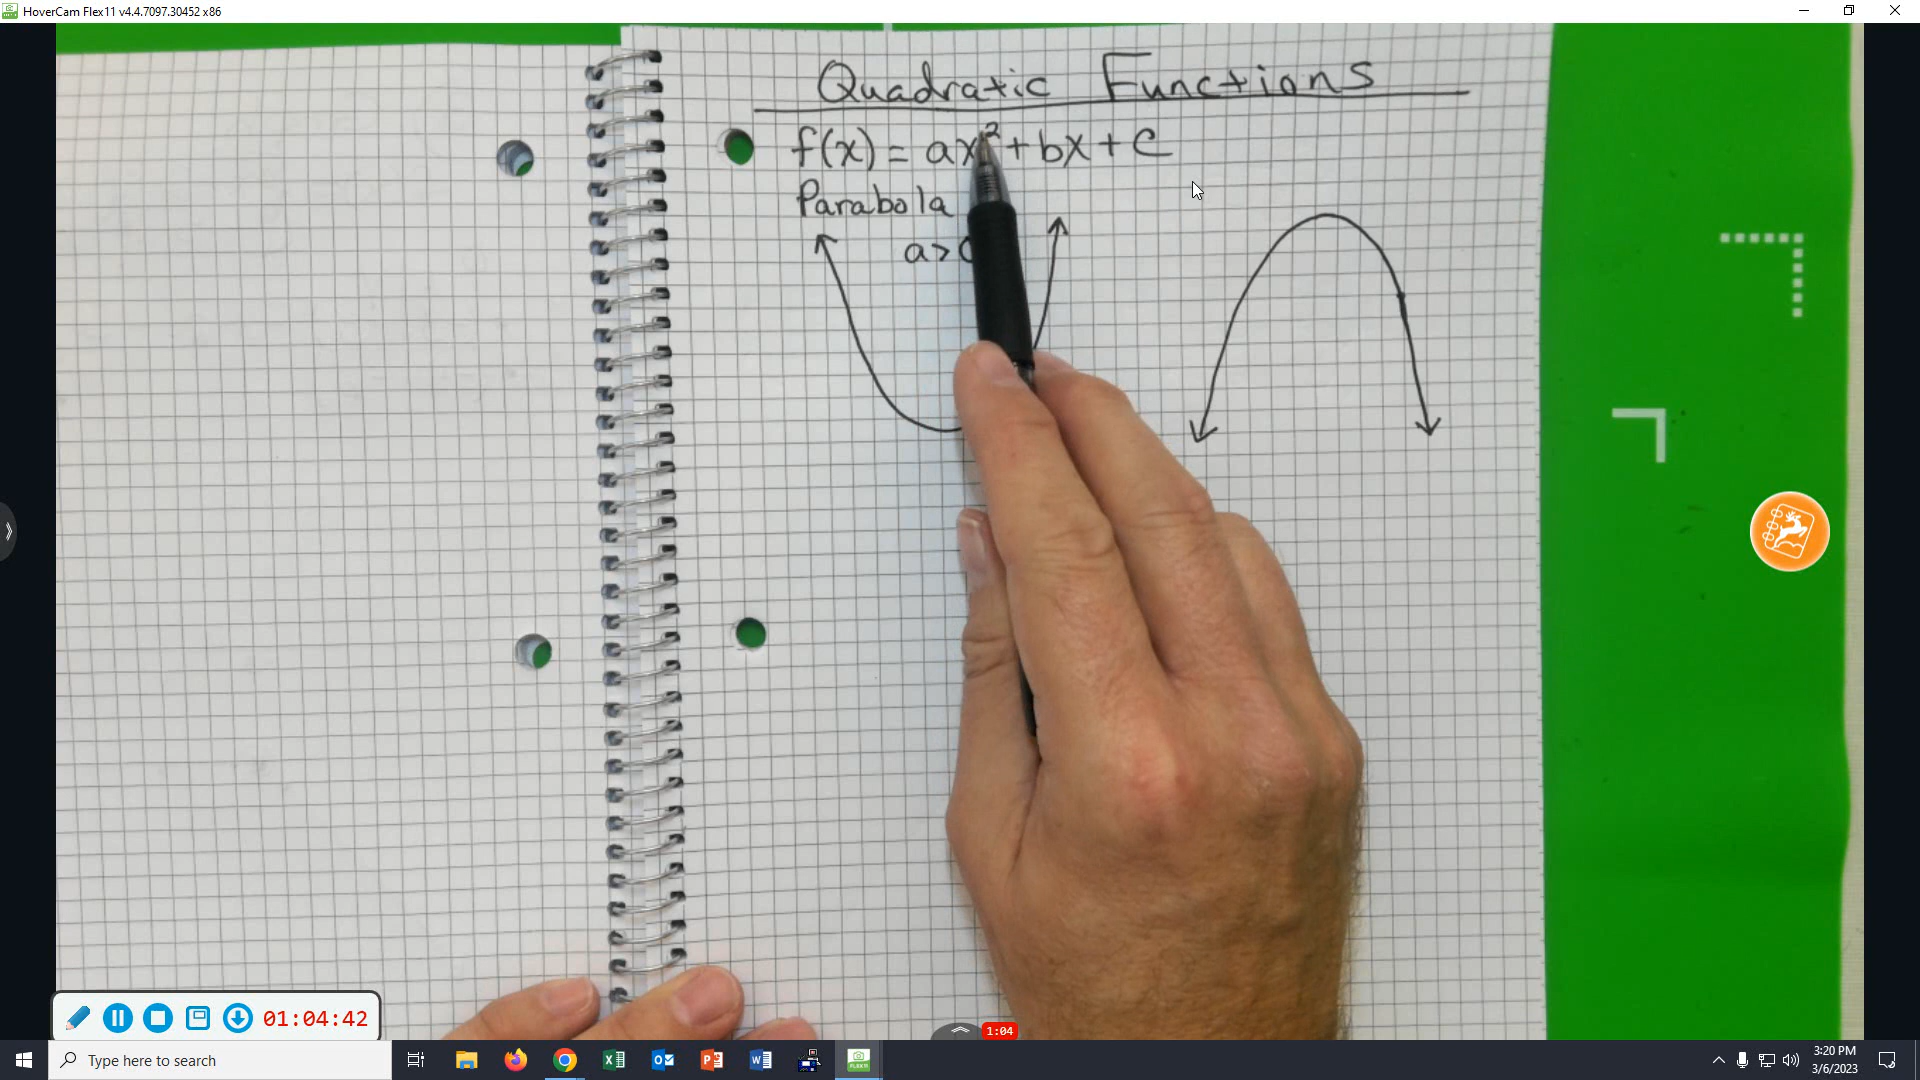 HoverCam Flex11 v4.4.7097.30452 x86
Quadratic Functions
f(x) = ax²+bx+c
Parabola
a>0
01:04:42
1:04
Type here to search
3:20 PM
3/6/2023